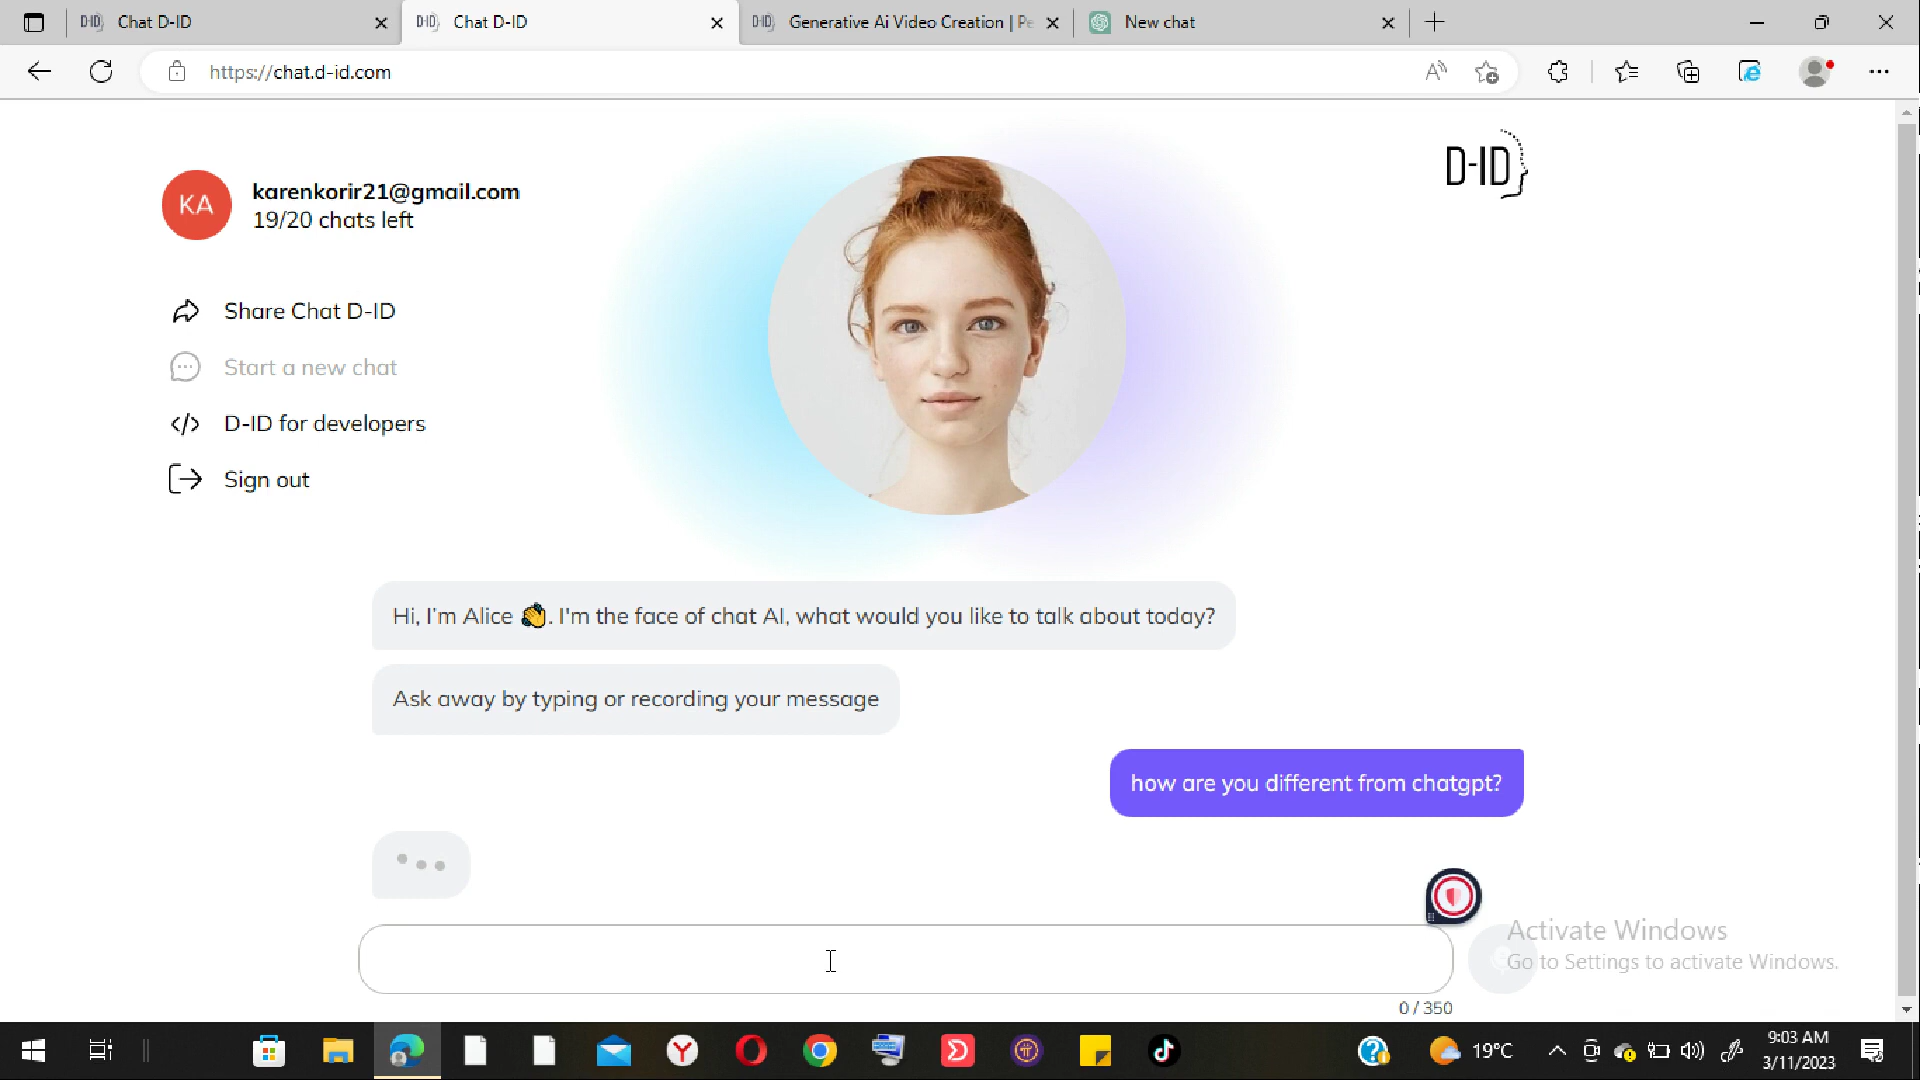 D-ID Chat D-ID
D-ID Chat D-ID
D-ID Generative Ai Video Creation | Pe
New chat
https://chat.d-id.com
KA
karenkorir21@gmail.com
19/20 chats left
D-ID
Share Chat D-ID
Start a new chat
D-ID for developers
Sign out
Hi, I'm Alice 👋. I'm the face of chat AI, what would you like to talk about today?
Ask away by typing or recording your message
how are you different from chatgpt?
Activate Windows
Go to Settings to activate Windows.
0 / 350
19°C
9:03 AM
3/11/2023